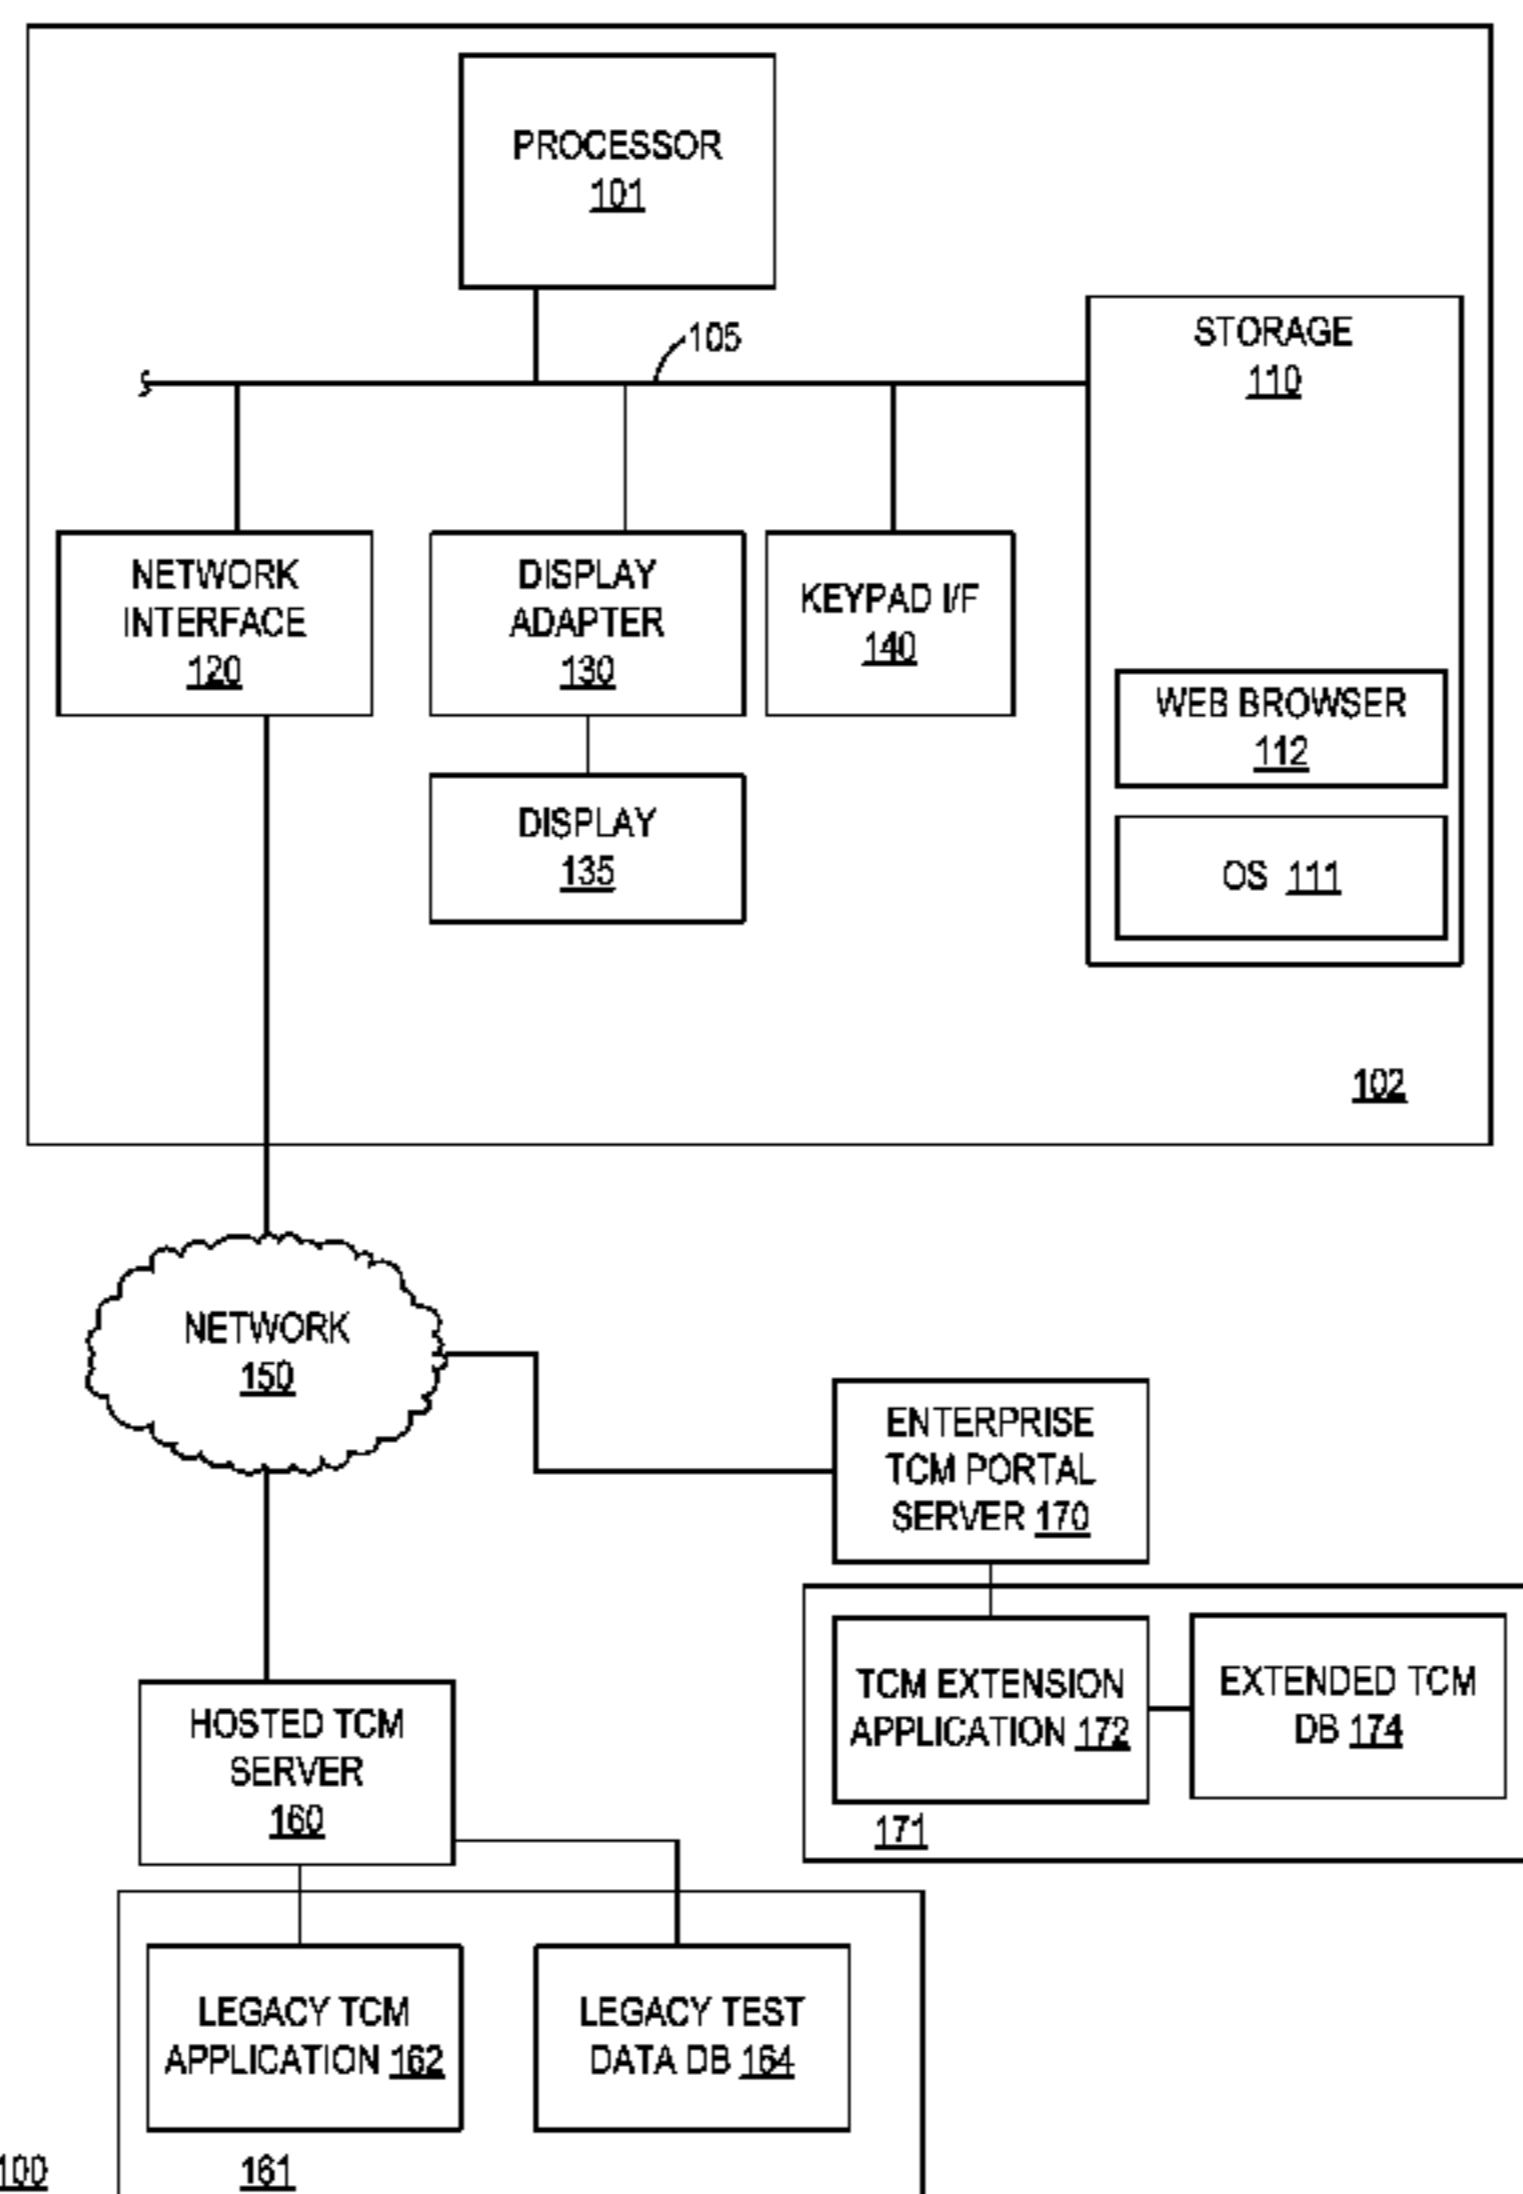 PROCESSOR
101
105
STORAGE
110
NETWORK
INTERFACE
120
DISPLAY
ADAPTER
130
KEYPAD I/F
140
WEB BROWSER
112
DISPLAY
135
OS 111
102
NETWORK
150
ENTERPRISE
TCM PORTAL
SERVER 170
TCM EXTENSION
APPLICATION 172
EXTENDED TCM
DB 174
171
HOSTED TCM
SERVER
160
LEGACY TCM
APPLICATION 162
LEGACY TEST
DATA DB 164
161
100